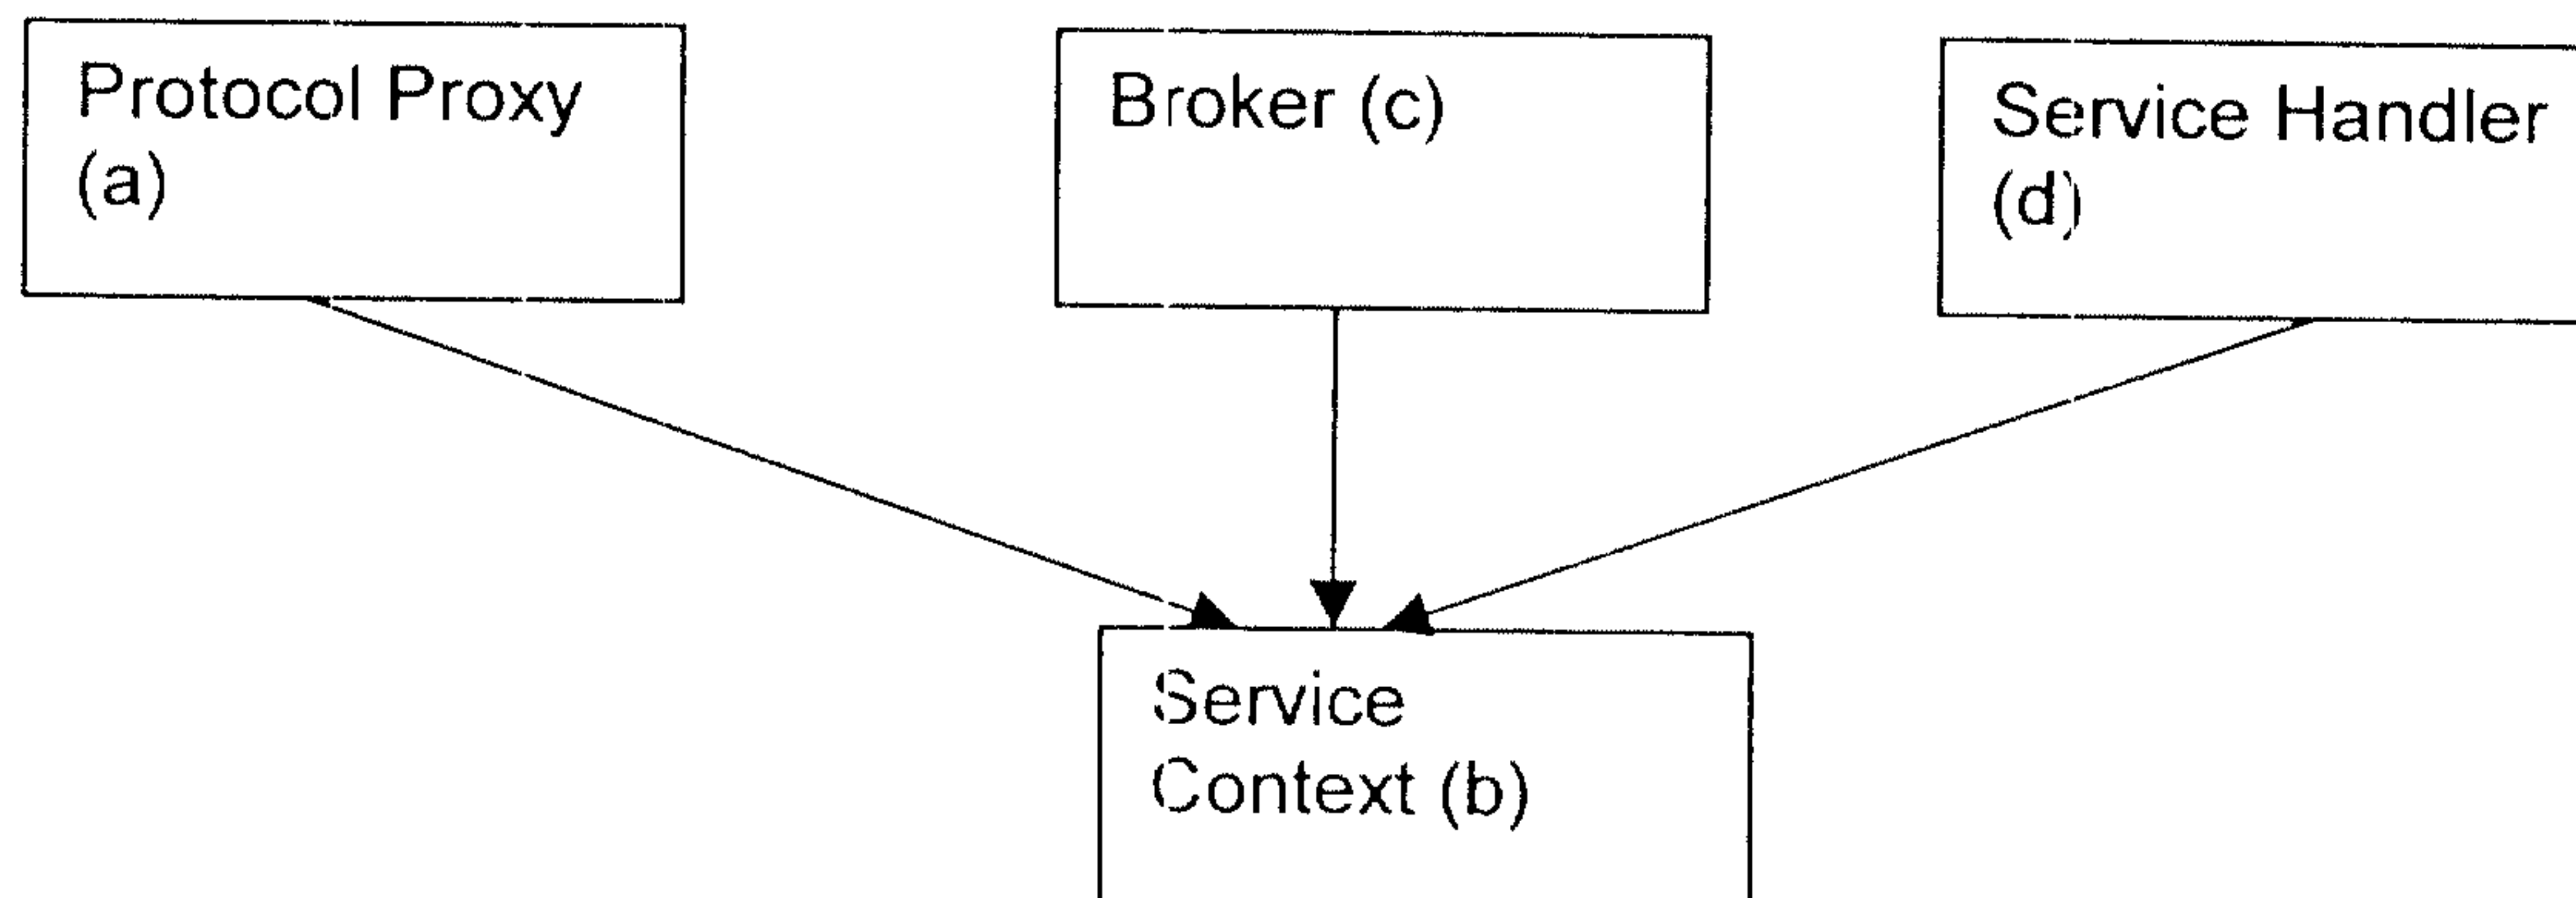 Protocol Proxy
(a)
Broker (c)
Service Handler
(d)
Service
Context (b)